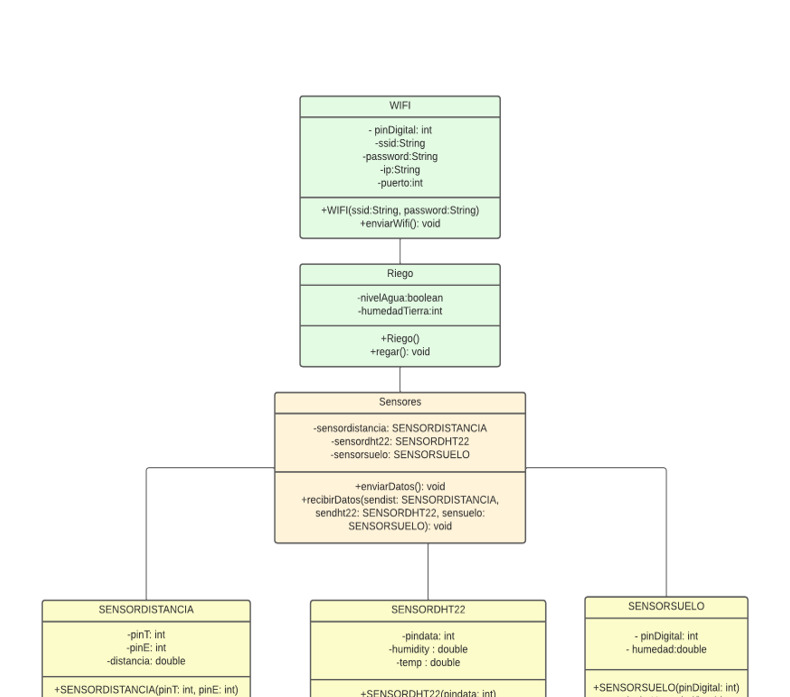 WIFI
- pinDigital: int
-ssid:String
-password:String
-ip:String
-puerto:int
+WIFI(ssid:String, password:String)
+enviarWifi(): void
Riego
-nivelAgua:boolean
-humedadTierra:int
+Riego()
+regar(): void
Sensores
-sensordistancia: SENSORDISTANCIA
-sensordht22: SENSORDHT22
-sensorsuelo: SENSORSUELO
+enviarDatos(): void
+recibirDatos(sendist: SENSORDISTANCIA,
sendht22: SENSORDHT22, sensuelo:
SENSORSUELO): void
SENSORDISTANCIA
-pinT: int
-pinE: int
-distancia: double
+SENSORDISTANCIA(pinT: int, pinE: int)
SENSORDHT22
-pindata: int
-humidity : double
-temp : double
+SENSORDHT22(pindata: int)
SENSORSUELO
- pinDigital: int
- humedad:double
+SENSORSUELO(pinDigital: int)